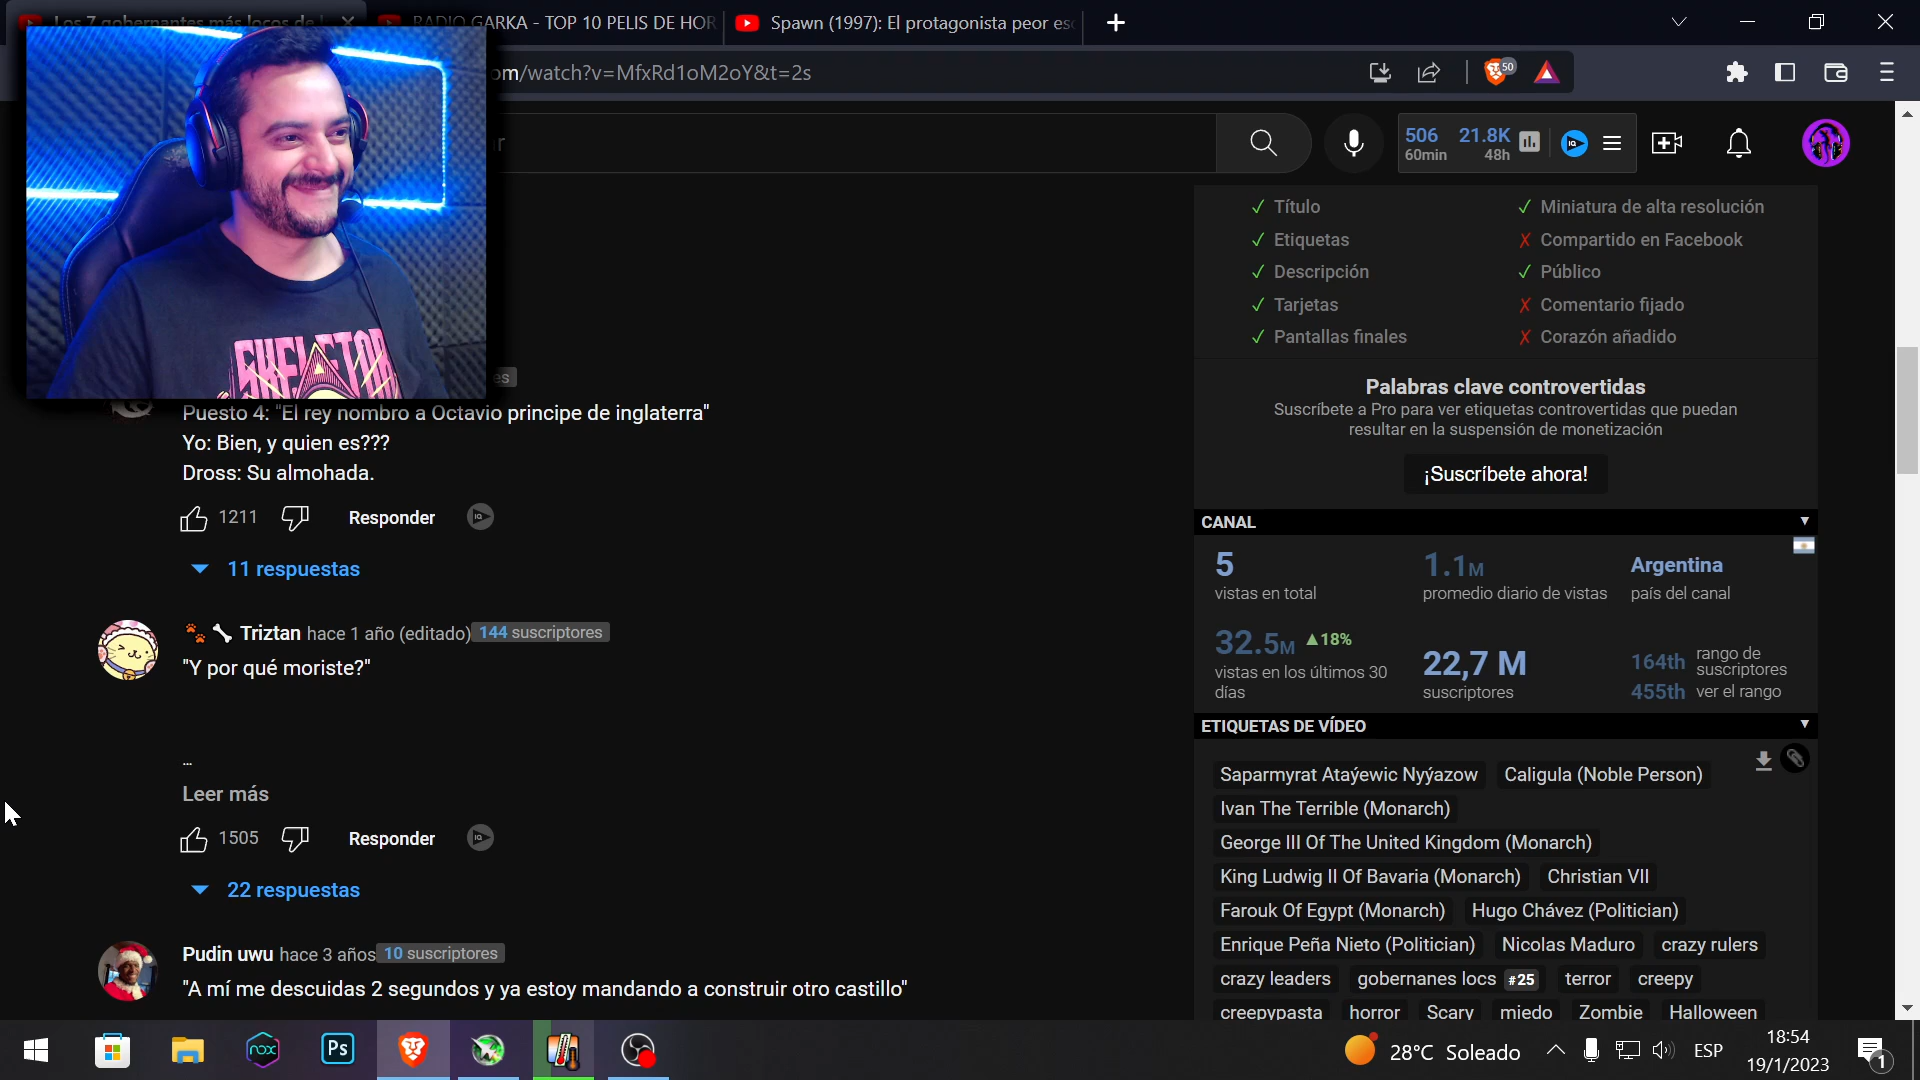 Los 7 gobernantes más locos de l
RADIO GARKA - TOP 10 PELIS DE HOR
Spawn (1997): El protagonista peor es
om/watch?v=MfxRd1oM2oY&t=2s
50
r
506
60min
21.8K
48h
Título
Etiquetas
Descripción
Tarjetas
Pantallas finales
Miniatura de alta resolución
Compartido en Facebook
Público
Comentario fijado
Corazón añadido
Palabras clave controvertidas
Suscríbete a Pro para ver etiquetas controvertidas que puedan
resultar en la suspensión de monetización
¡Suscríbete ahora!
SKELETOR
es
Puesto 4: "El rey nombro a Octavio principe de inglaterra"
Yo: Bien, y quien es???
Dross: Su almohada.
1211 Responder
11 respuestas
Triztan hace 1 año (editado) 144 suscriptores
"Y por qué moriste?"
...
Leer más
1505 Responder
22 respuestas
Pudin uwu hace 3 años 10 suscriptores
"A mí me descuidas 2 segundos y ya estoy mandando a construir otro castillo"
CANAL
5
vistas en total
1.1M
promedio diario de vistas
Argentina
país del canal
32.5M ▲18%
vistas en los últimos 30
días
22,7 M
suscriptores
164th rango de
suscriptores
455th ver el rango
ETIQUETAS DE VÍDEO
Saparmyrat Ataýewic Nyýazow Caligula (Noble Person)
Ivan The Terrible (Monarch)
George III Of The United Kingdom (Monarch)
King Ludwig II Of Bavaria (Monarch) Christian VII
Farouk Of Egypt (Monarch) Hugo Chávez (Politician)
Enrique Peña Nieto (Politician) Nicolas Maduro crazy rulers
crazy leaders gobernanes locs #25 terror creepy
creepypasta horror Scary miedo Zombie Halloween
nox
Ps
28°C Soleado
ESP
18:54
19/1/2023
1